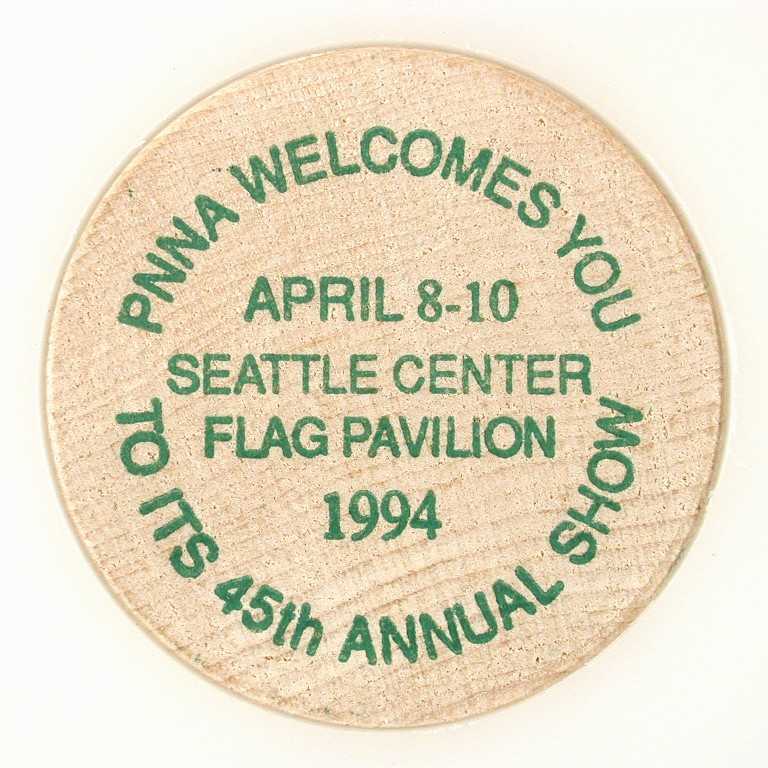 PNNA WELCOMES YOU
APRIL 8-10
SEATTLE CENTER
FLAG PAVILION
1994
TO ITS 45th ANNUAL SHOW